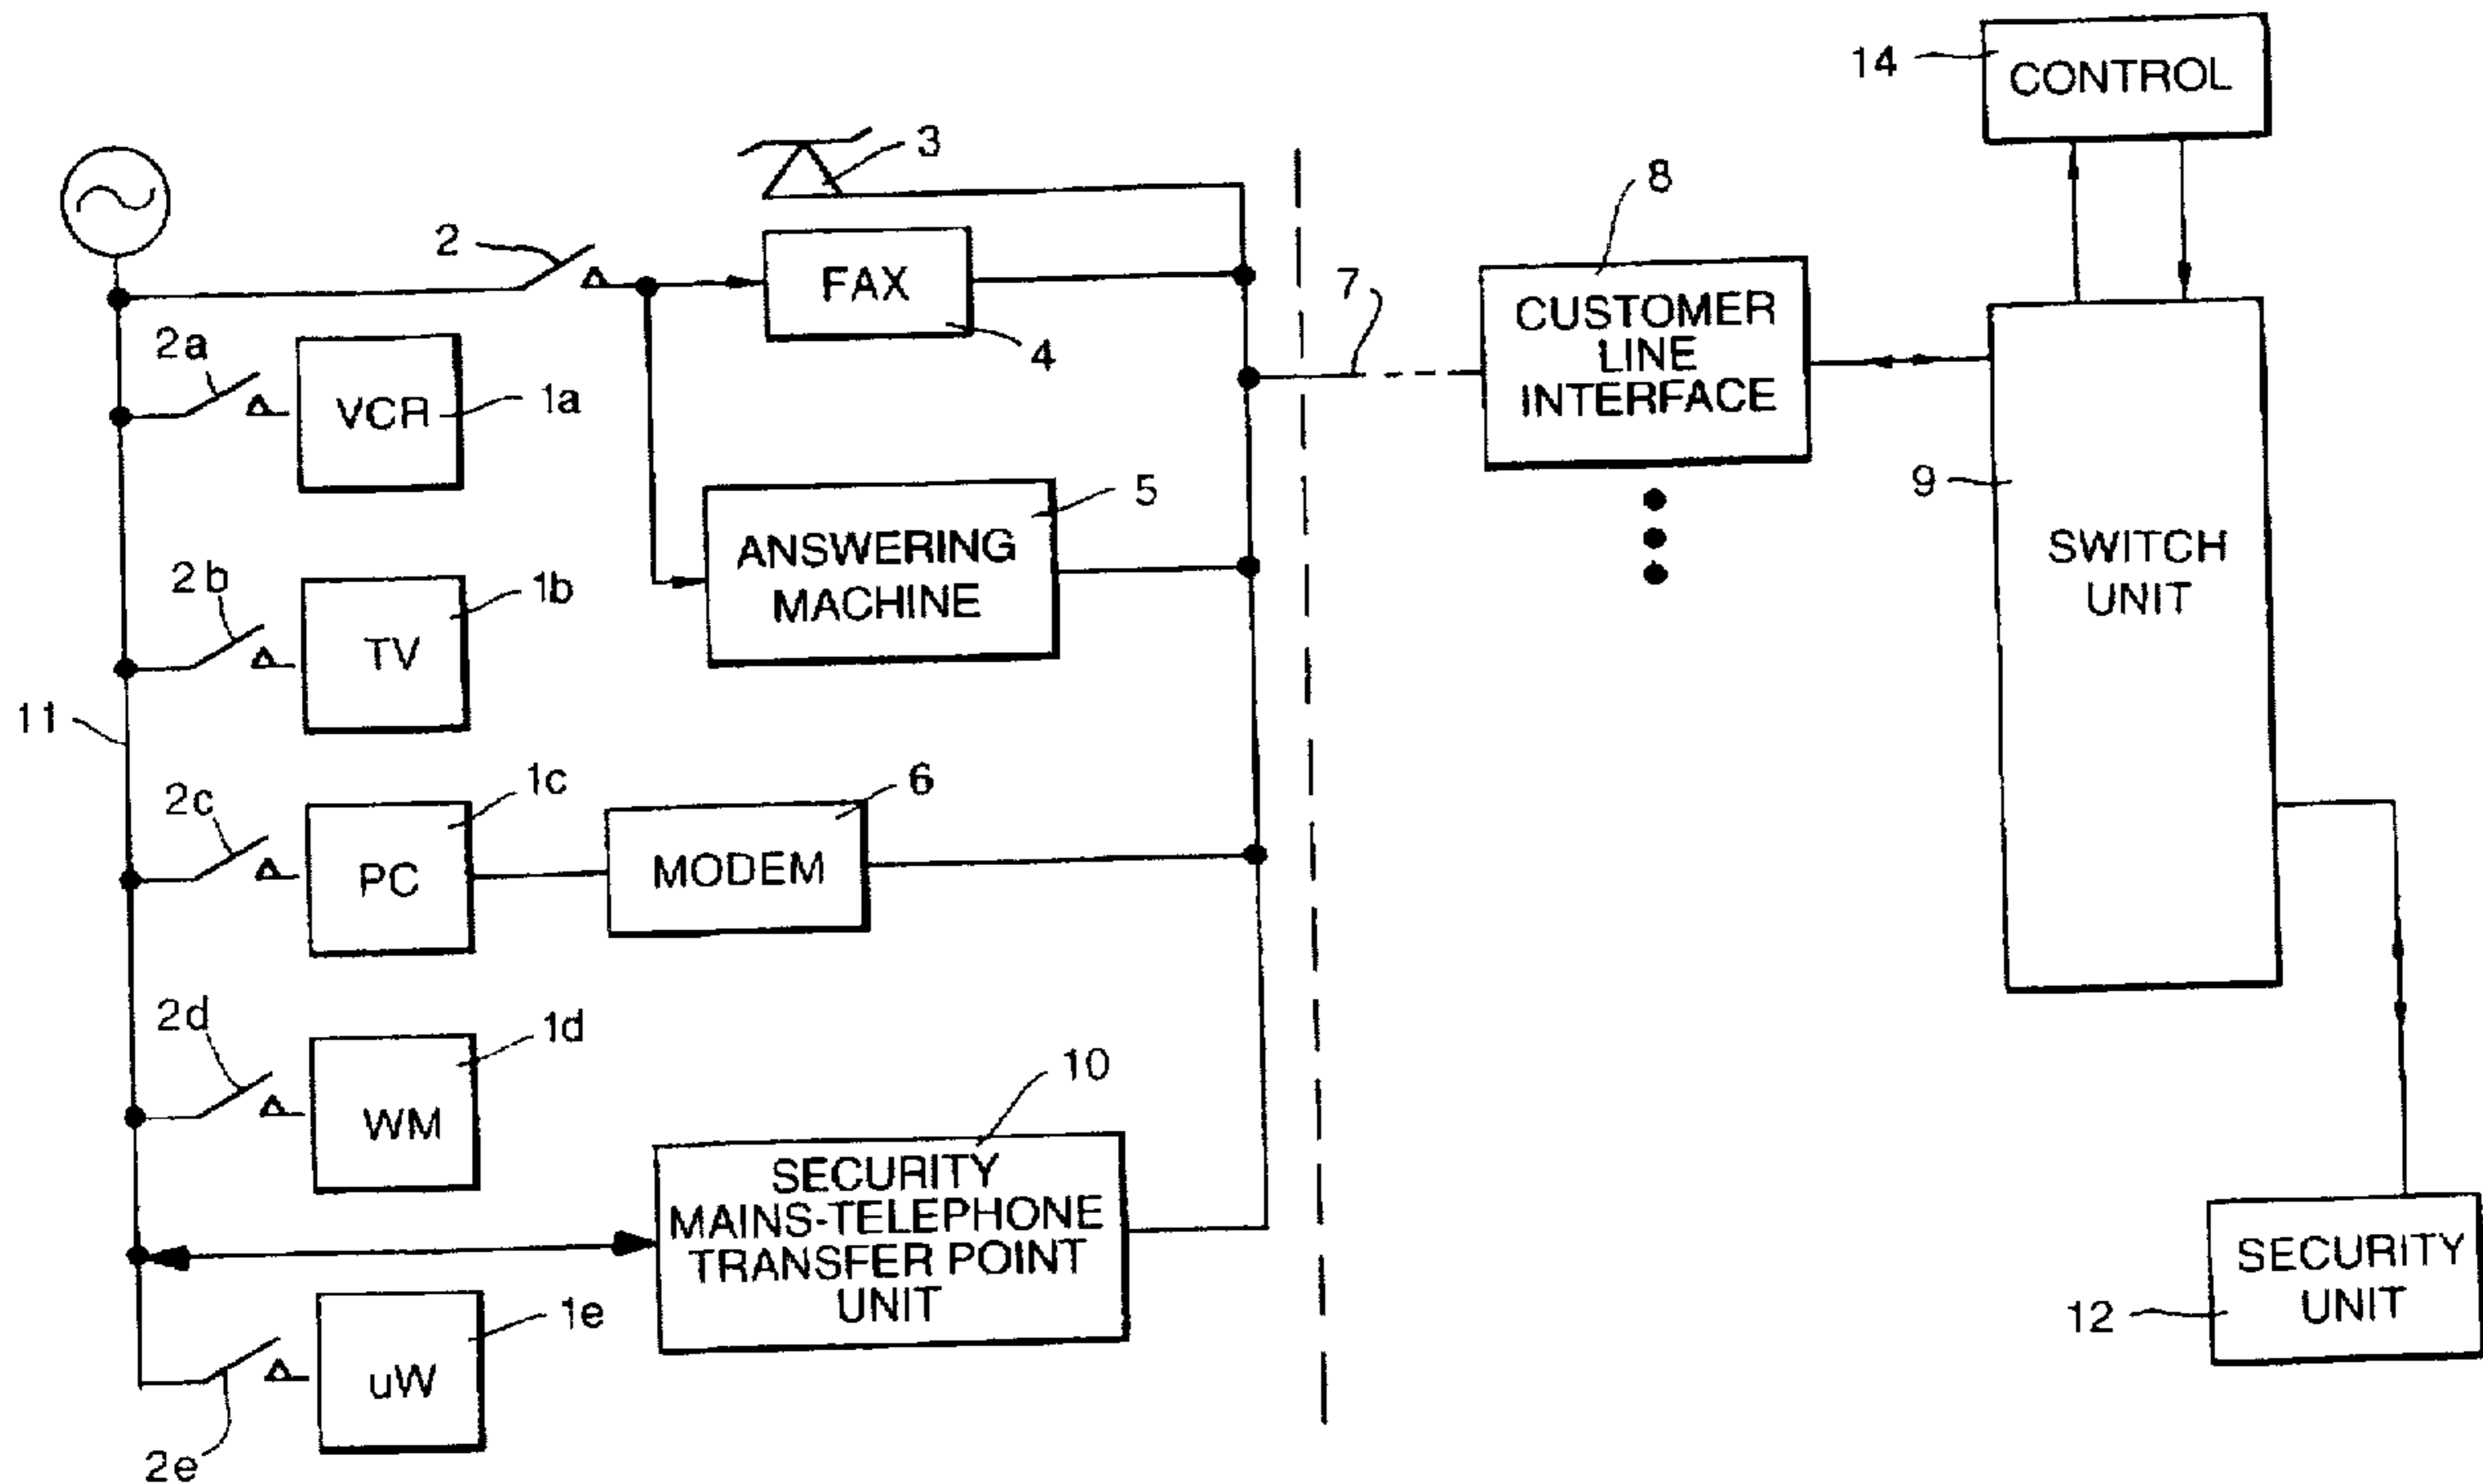 14
CONTROL
3
8
2
FAX
4
7
CUSTOMER
LINE
INTERFACE
2a
VCR
1a
5
ANSWERING
MACHINE
9
SWITCH
UNIT
2b
TV
1b
11
2c
PC
1c
MODEM
6
2d
WM
1d
10
SECURITY
MAINS-TELEPHONE
TRANSFER POINT
UNIT
SECURITY
UNIT
12
uW
1e
2e